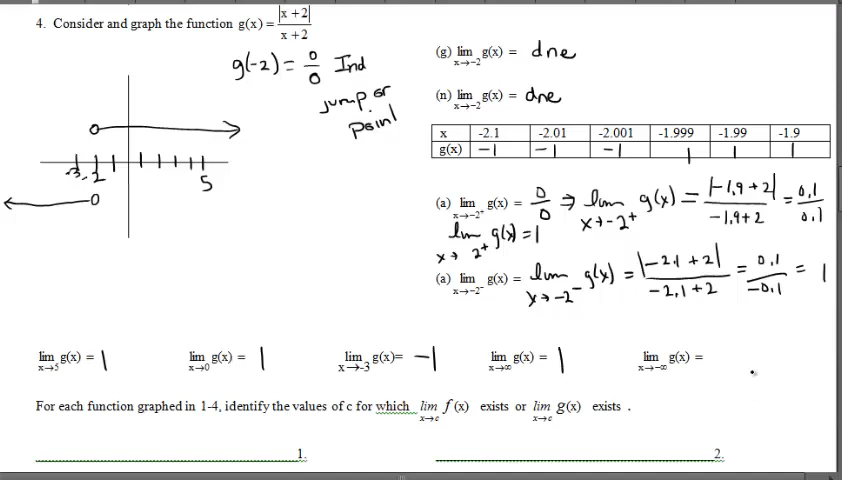 4. Consider and graph the function g(x) = |x + 2| / x + 2
g(-2) = 0/0 Ind
jump or
point
5
(g) lim x→-2 g(x) = dne
(n) lim x→-2 g(x) = dne
x -2.1 -2.01 -2.001 -1.999 -1.99 -1.9
g(x) -1 -1 -1 1 1 1
(a) lim x→-2⁺ g(x) = 0/0 ⇒ lim x→-2⁺ g(x) = |-1.9+2| / -1.9+2 = 0.1/0.1
lim x→ 2⁺ g(x) = 1
(a) lim x→-2⁻ g(x) = lim x→-2⁻ g(x) = |-2.1 +2| / -2.1+2 = 0.1/-0.1 = 1
lim x→5 g(x) = 1 lim x→0 g(x) = 1 lim x→-3 g(x)= -1 lim x→∞ g(x) = 1 lim x→-∞ g(x) =
For each function graphed in 1-4, identify the values of c for which lim x→c f(x) exists or lim x→c g(x) exists .
1. 2.